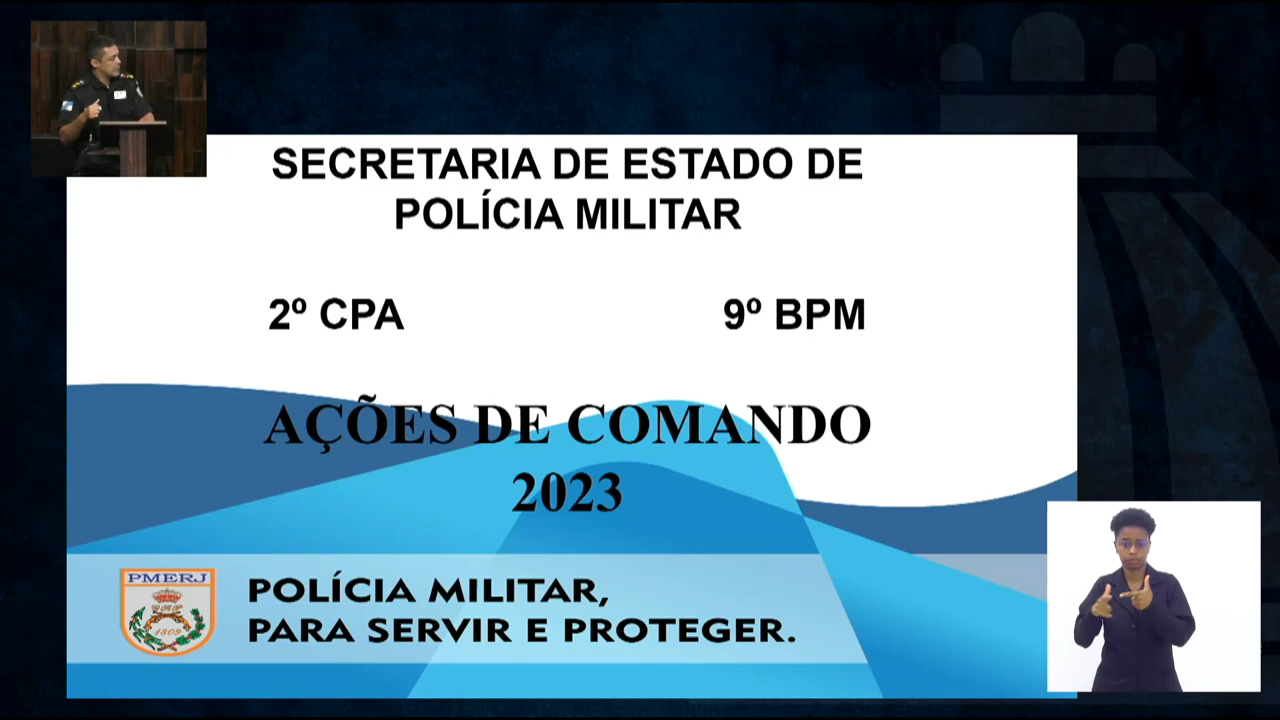 SECRETARIA DE ESTADO DE
POLÍCIA MILITAR
2º CPA 9º BPM
AÇÕES DE COMANDO
2023
PMERJ
1809
POLÍCIA MILITAR,
PARA SERVIR E PROTEGER.